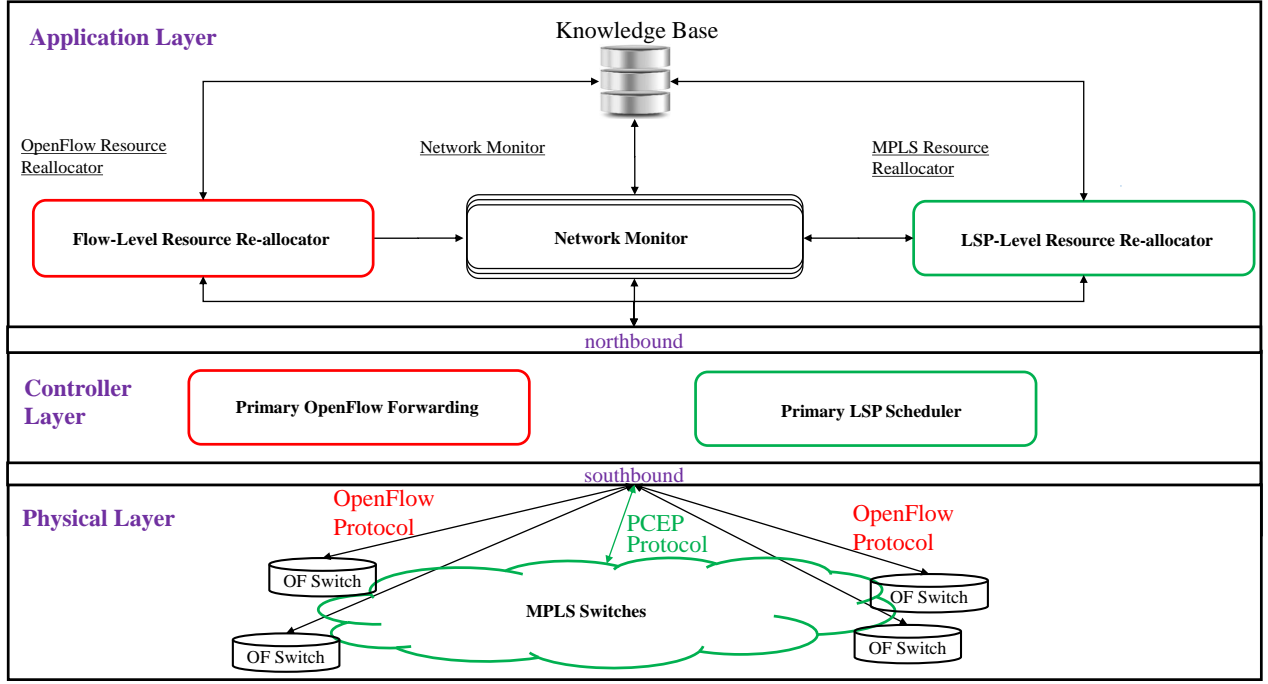 Application Layer
Knowledge Base
OpenFlow Resource
Reallocator
Network Monitor
MPLS Resource
Reallocator
Flow-Level Resource Re-allocator
Network Monitor
LSP-Level Resource Re-allocator
northbound
Controller
Layer
Primary OpenFlow Forwarding
Primary LSP Scheduler
southbound
Physical Layer
OpenFlow
Protocol
PCEP
Protocol
OpenFlow
Protocol
OF Switch
OF Switch
MPLS Switches
OF Switch
OF Switch